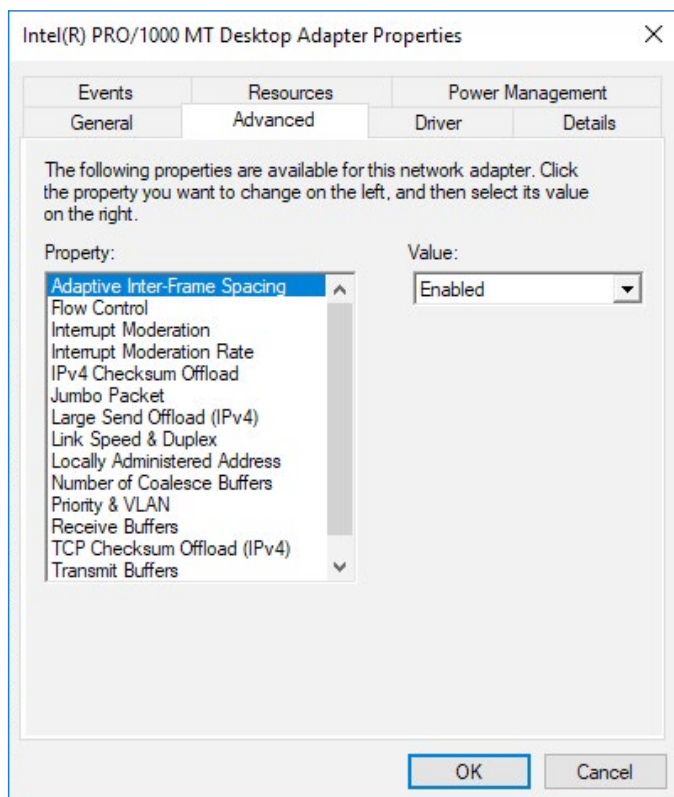 Intel(R) PRO/1000 MT Desktop Adapter Properties
Events Resources Power Management
General Advanced Driver Details
The following properties are available for this network adapter. Click
the property you want to change on the left, and then select its value
on the right.
Property: Value:
Adaptive Inter-Frame Spacing Enabled
Flow Control
Interrupt Moderation
Interrupt Moderation Rate
IPv4 Checksum Offload
Jumbo Packet
Large Send Offload (IPv4)
Link Speed & Duplex
Locally Administered Address
Number of Coalesce Buffers
Priority & VLAN
Receive Buffers
TCP Checksum Offload (IPv4)
Transmit Buffers
OK Cancel